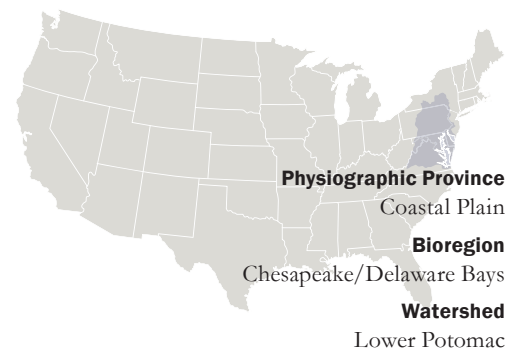 Physiographic Province
Coastal Plain
Bioregion
Chesapeake/Delaware Bays
Watershed
Lower Potomac